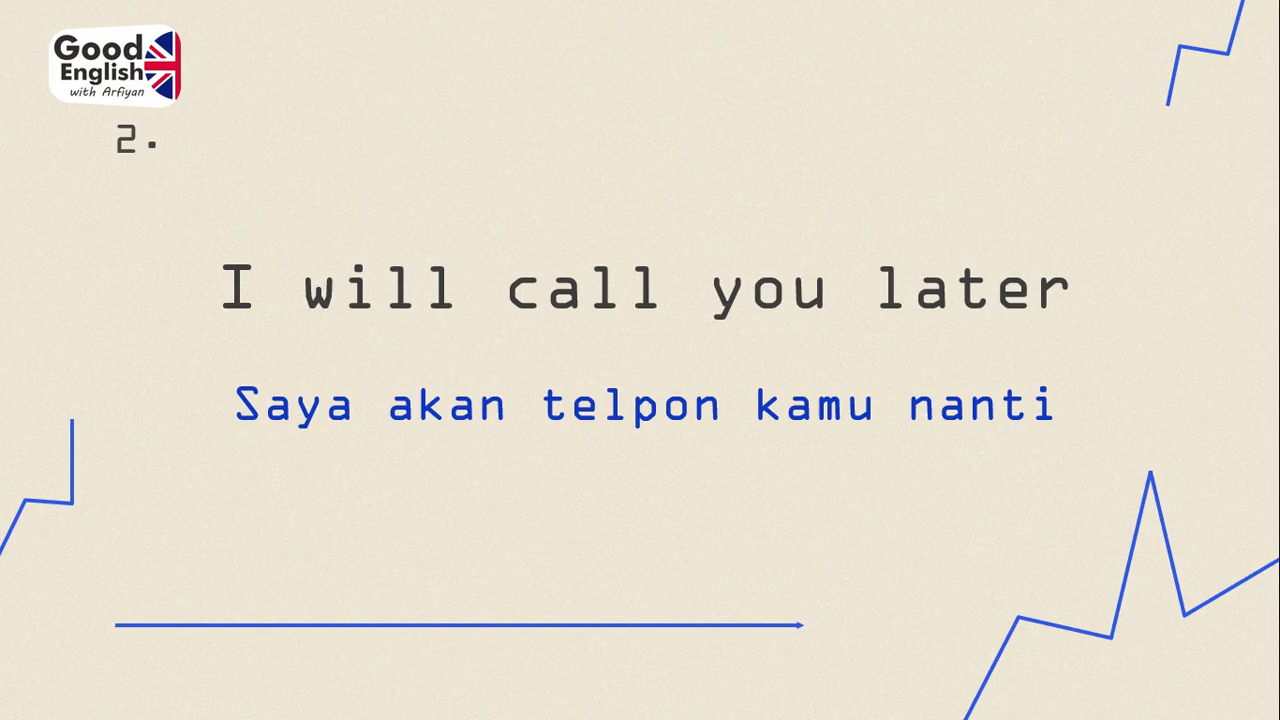 Good
English
with Arfiyan
2.
I will call you later
Saya akan telpon kamu nanti